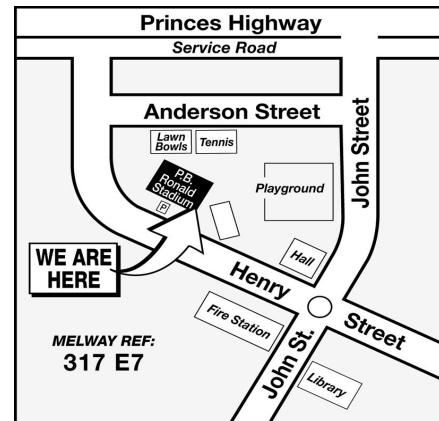 Princes Highway
Service Road
Anderson Street
John Street
Lawn
Bowls
Tennis
P.B.
Ronald
Stadium
P
Playground
WE ARE
HERE
Hall
Henry
Street
Fire Station
John St.
MELWAY REF:
317 E7
Library